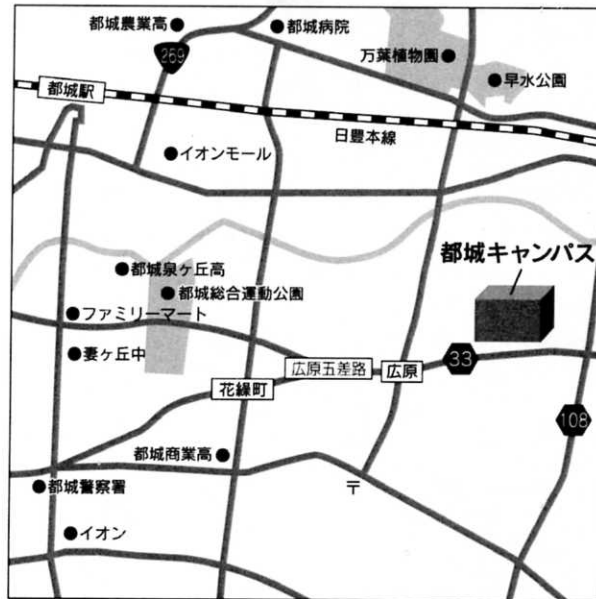 都城農業高
都城病院
269
万葉植物園
早水公園
都城駅
日豊本線
イオンモール
都城キャンパス
都城泉ヶ丘高
都城総合運動公園
ファミリーマート
妻ヶ丘中
広原五差路
広原
33
花繰町
108
都城商業高
〒
都城警察署
イオン